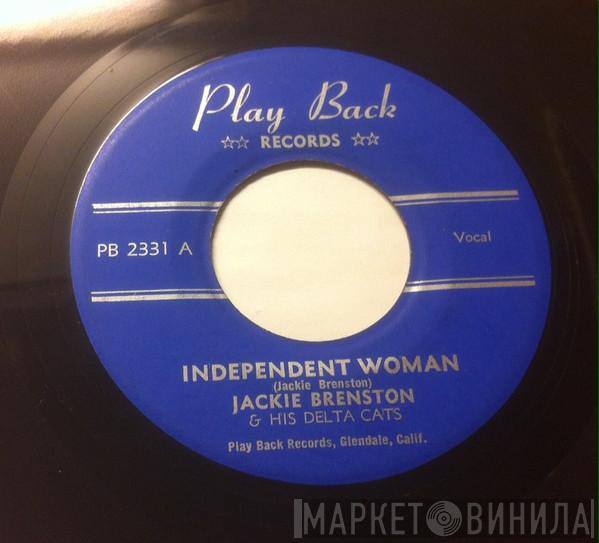 Play Back
☆☆ RECORDS ☆☆
PB 2331 A
Vocal
INDEPENDENT WOMAN
(Jackie Brenston)
JACKIE BRENSTON
& HIS DELTA CATS
Play Back Records, Glendale, Calif.
МАРКЕТ ВИНИЛА